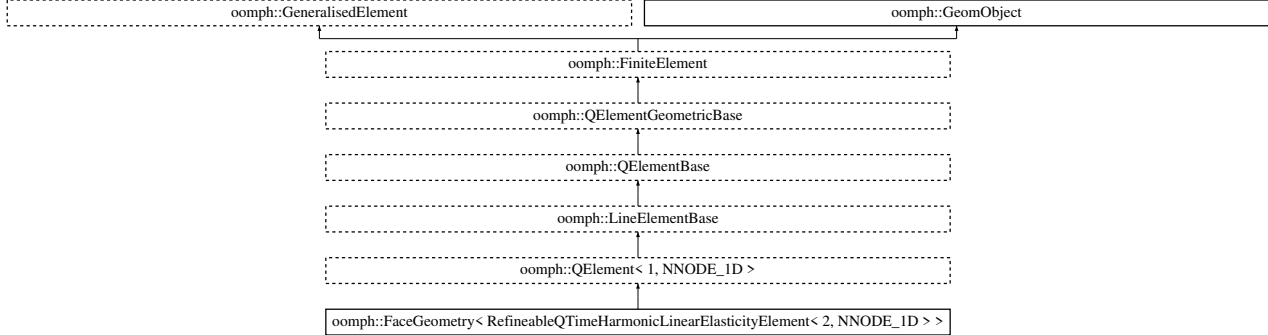 oomph::GeneralisedElement
oomph::GeomObject
oomph::FiniteElement
oomph::QElementGeometricBase
oomph::QElementBase
oomph::LineElementBase
oomph::QElement< 1, NNODE_1D >
oomph::FaceGeometry< RefineableQTimeHarmonicLinearElasticityElement< 2, NNODE_1D > >